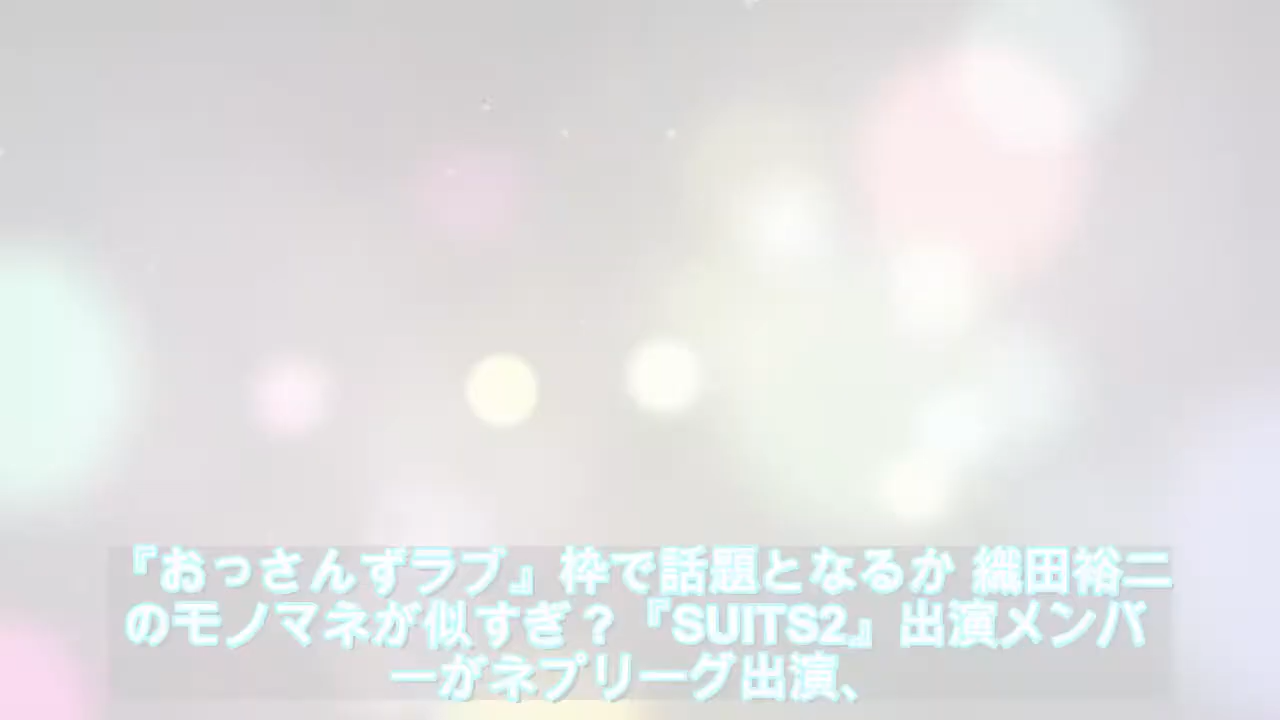 『おっさんずラブ』枠で話題となるか 織田裕二
のモノマネが似すぎ？『SUITS2』出演メンバ
ーがネプリーグ出演、